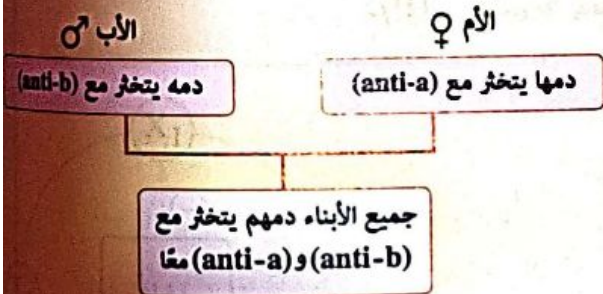 الأم ♀
الأب ♂
دمها يتخثر مع (anti-a)
دمه يتخثر مع (anti-b)
جميع الأبناء دمهم يتخثر مع
(anti-a) و(anti-b) معًا